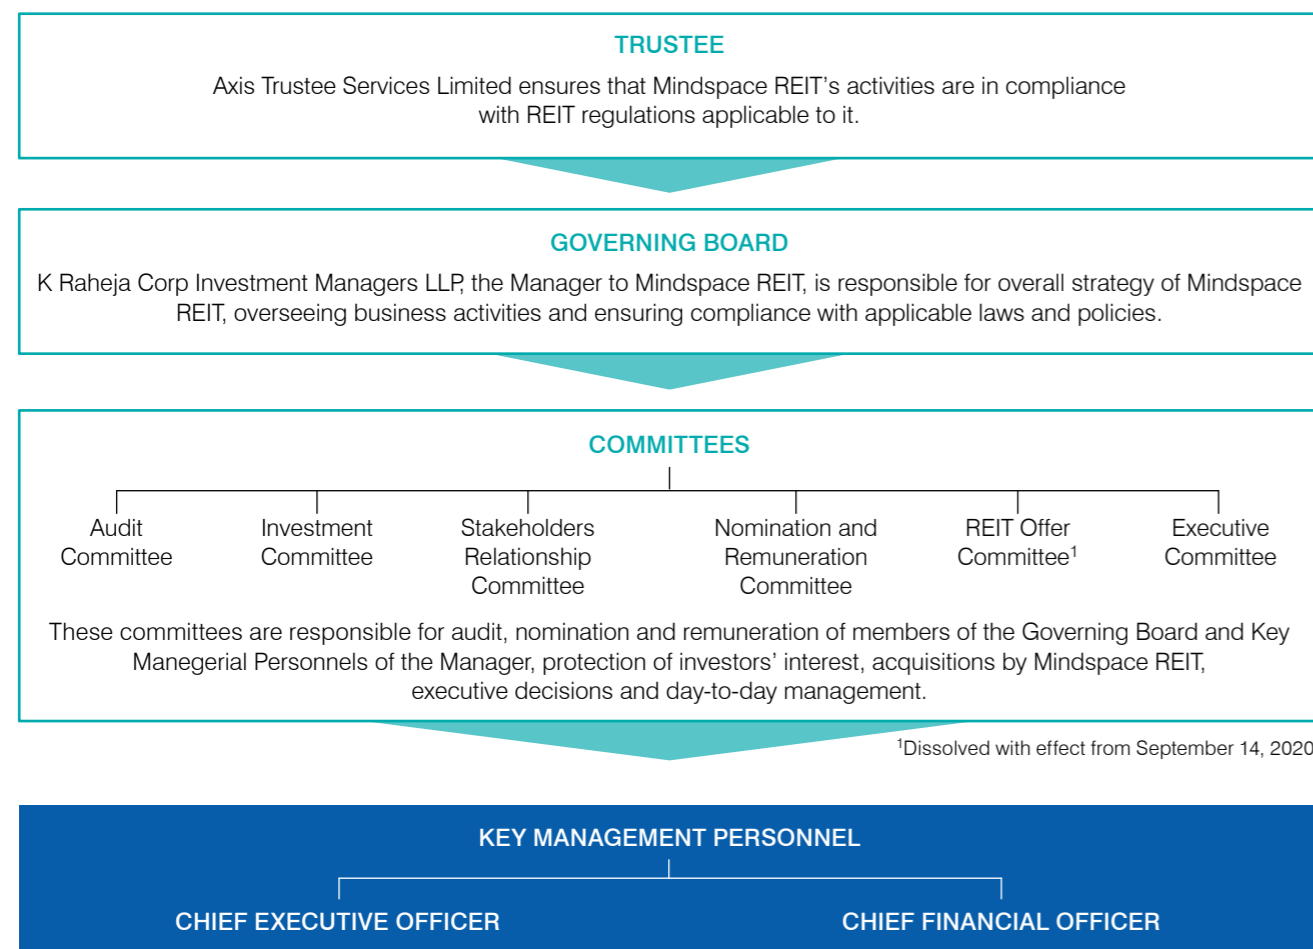 TRUSTEE
Axis Trustee Services Limited ensures that Mindspace REIT’s activities are in compliance
with REIT regulations applicable to it.
GOVERNING BOARD
K Raheja Corp Investment Managers LLP, the Manager to Mindspace REIT, is responsible for overall strategy of Mindspace
REIT, overseeing business activities and ensuring compliance with applicable laws and policies.
COMMITTEES
Audit
Committee
Investment
Committee
Stakeholders
Relationship
Committee
Nomination and
Remuneration
Committee
REIT Offer
Committee¹
Executive
Committee
These committees are responsible for audit, nomination and remuneration of members of the Governing Board and Key
Manegerial Personnels of the Manager, protection of investors’ interest, acquisitions by Mindspace REIT,
executive decisions and day-to-day management.
¹Dissolved with effect from September 14, 2020
KEY MANAGEMENT PERSONNEL
CHIEF EXECUTIVE OFFICER
CHIEF FINANCIAL OFFICER